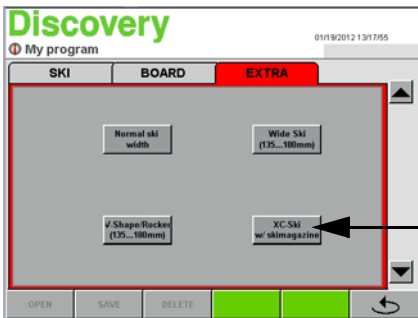 Discovery
01/19/2012 13/17/55
My program
SKI BOARD EXTRA
Normal ski
width
Wide Ski
(135...180mm)
V-Shape/Rocker
(135...180mm)
XC-Ski
w/ skimagazine
OPEN SAVE DELETE